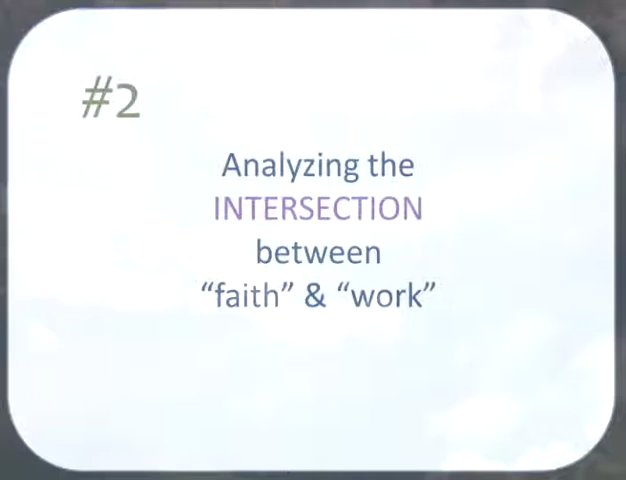 #2
Analyzing the
INTERSECTION
between
“faith” & “work”